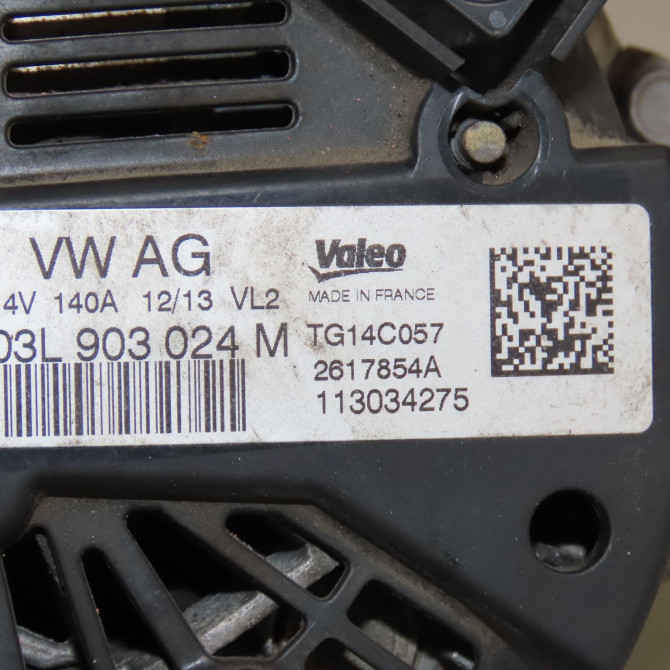 VW AG
4V 140A 12/13 VL2
03L 903 024 M
Valeo
MADE IN FRANCE
TG14C057
2617854A
113034275